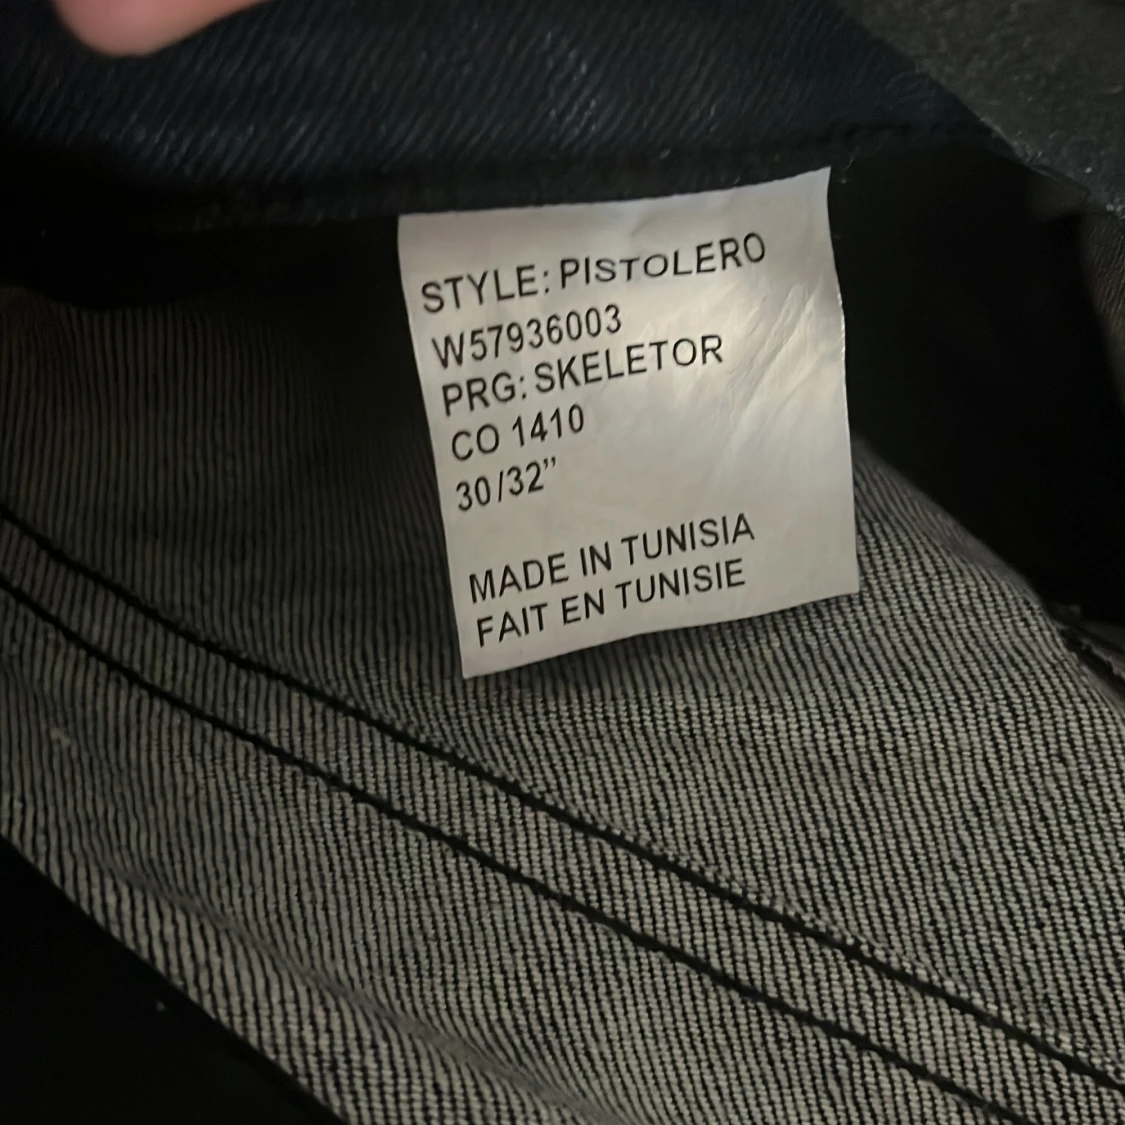 STYLE: PISTOLERO
W57936003
PRG: SKELETOR
CO 1410
30/32”
MADE IN TUNISIA
FAIT EN TUNISIE